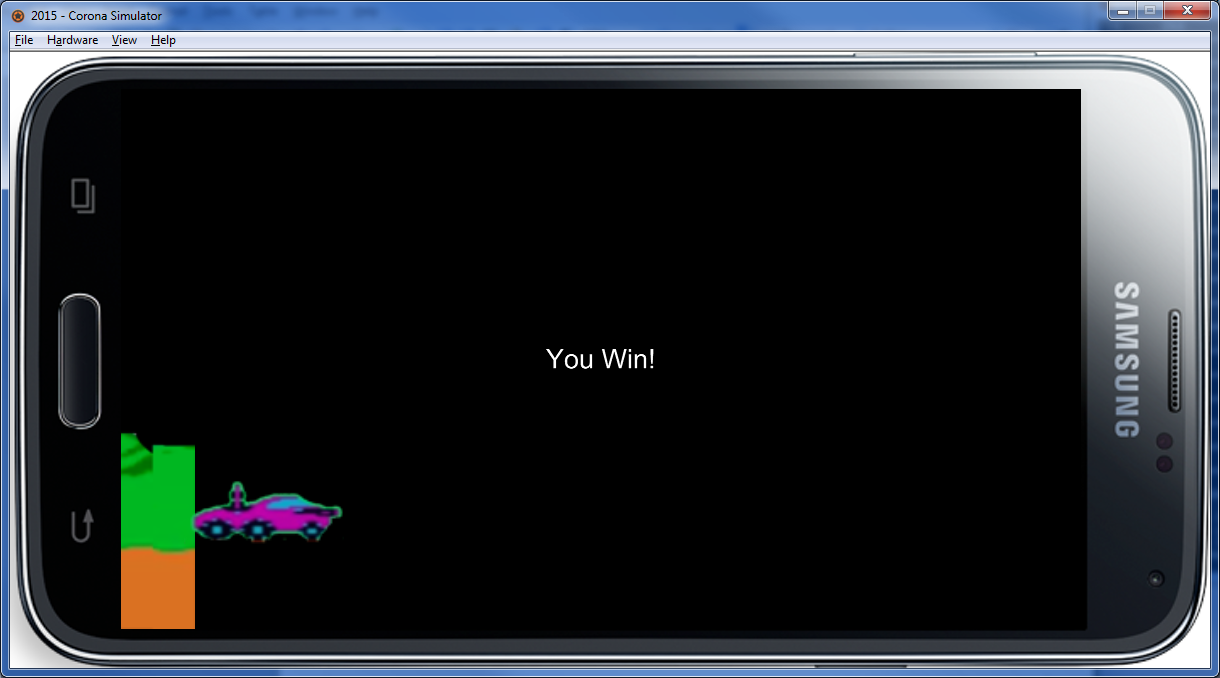 2015 - Corona Simulator
File Hardware View Help
You Win!
SAMSUNG